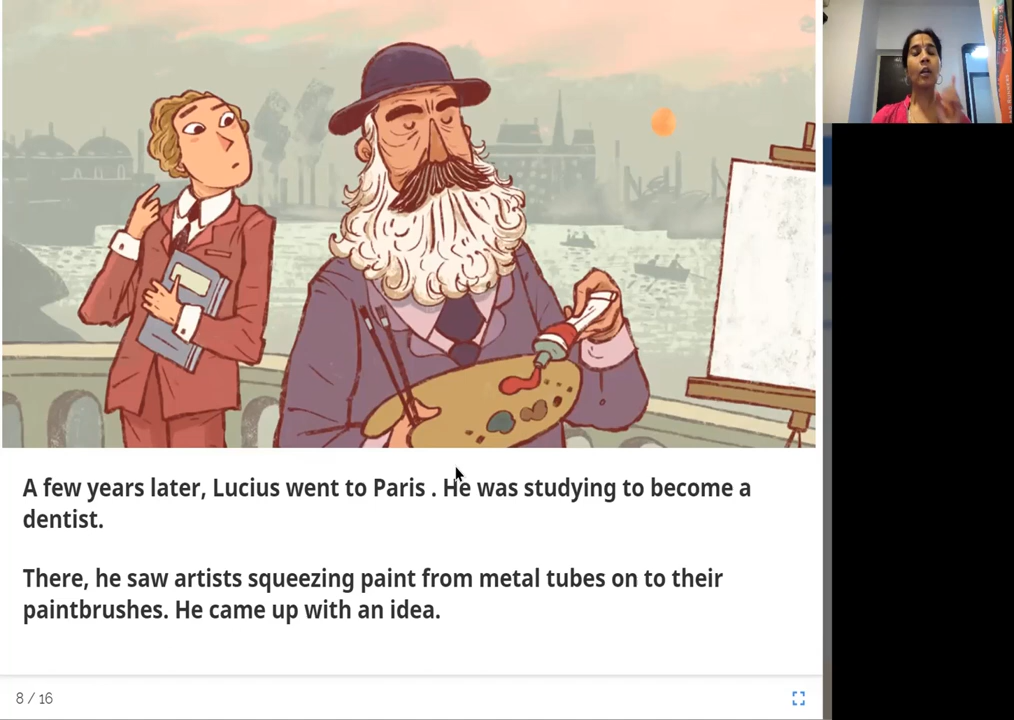 A few years later, Lucius went to Paris . He was studying to become a
dentist.
There, he saw artists squeezing paint from metal tubes on to their
paintbrushes. He came up with an idea.
8 / 16